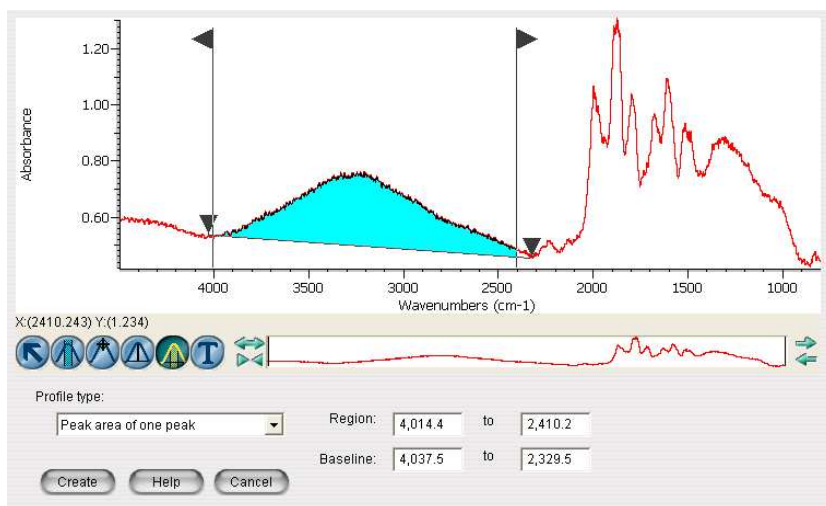 1.20
1.00
0.80
0.60
Absorbance
4000 3500 3000 2500 2000 1500 1000
Wavenumbers (cm-1)
X:(2410.243) Y:(1.234)
T
Profile type:
Peak area of one peak
Region: 4,014.4 to 2,410.2
Baseline: 4,037.5 to 2,329.5
Create Help Cancel